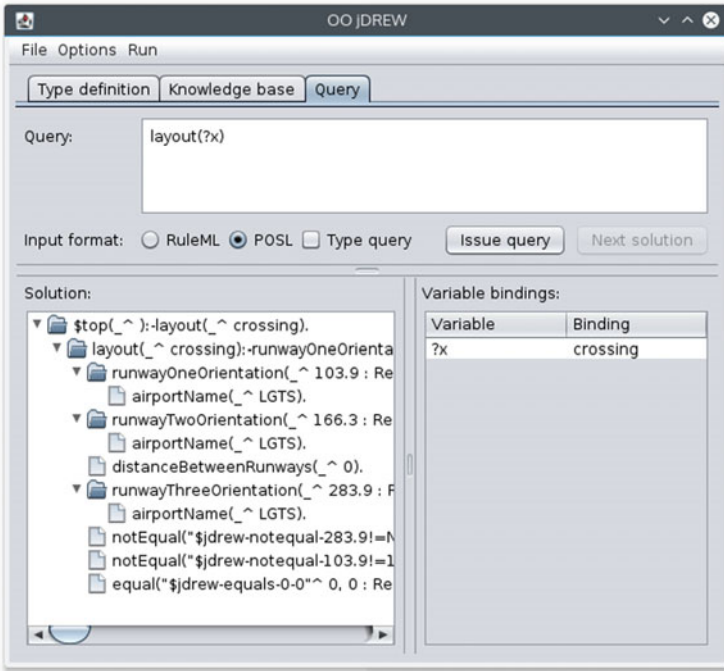 OO jDREW
File Options Run
Type definition Knowledge base Query
Query: layout(?x)
Input format: RuleML POSL Type query Issue query Next solution
Solution:
$top(_^ ):-layout(_^ crossing).
layout(_^ crossing):-runwayOneOrienta
runwayOneOrientation(_^ 103.9 : Re
airportName(_^ LGTS).
runwayTwoOrientation(_^ 166.3 : Re
airportName(_^ LGTS).
distanceBetweenRunways(_^ 0).
runwayThreeOrientation(_^ 283.9 : F
airportName(_^ LGTS).
notEqual("$jdrew-notequal-283.9!=N
notEqual("$jdrew-notequal-103.9!=1
equal("$jdrew-equals-0-0"^ 0, 0 : Re
Variable bindings:
Variable Binding
?x crossing